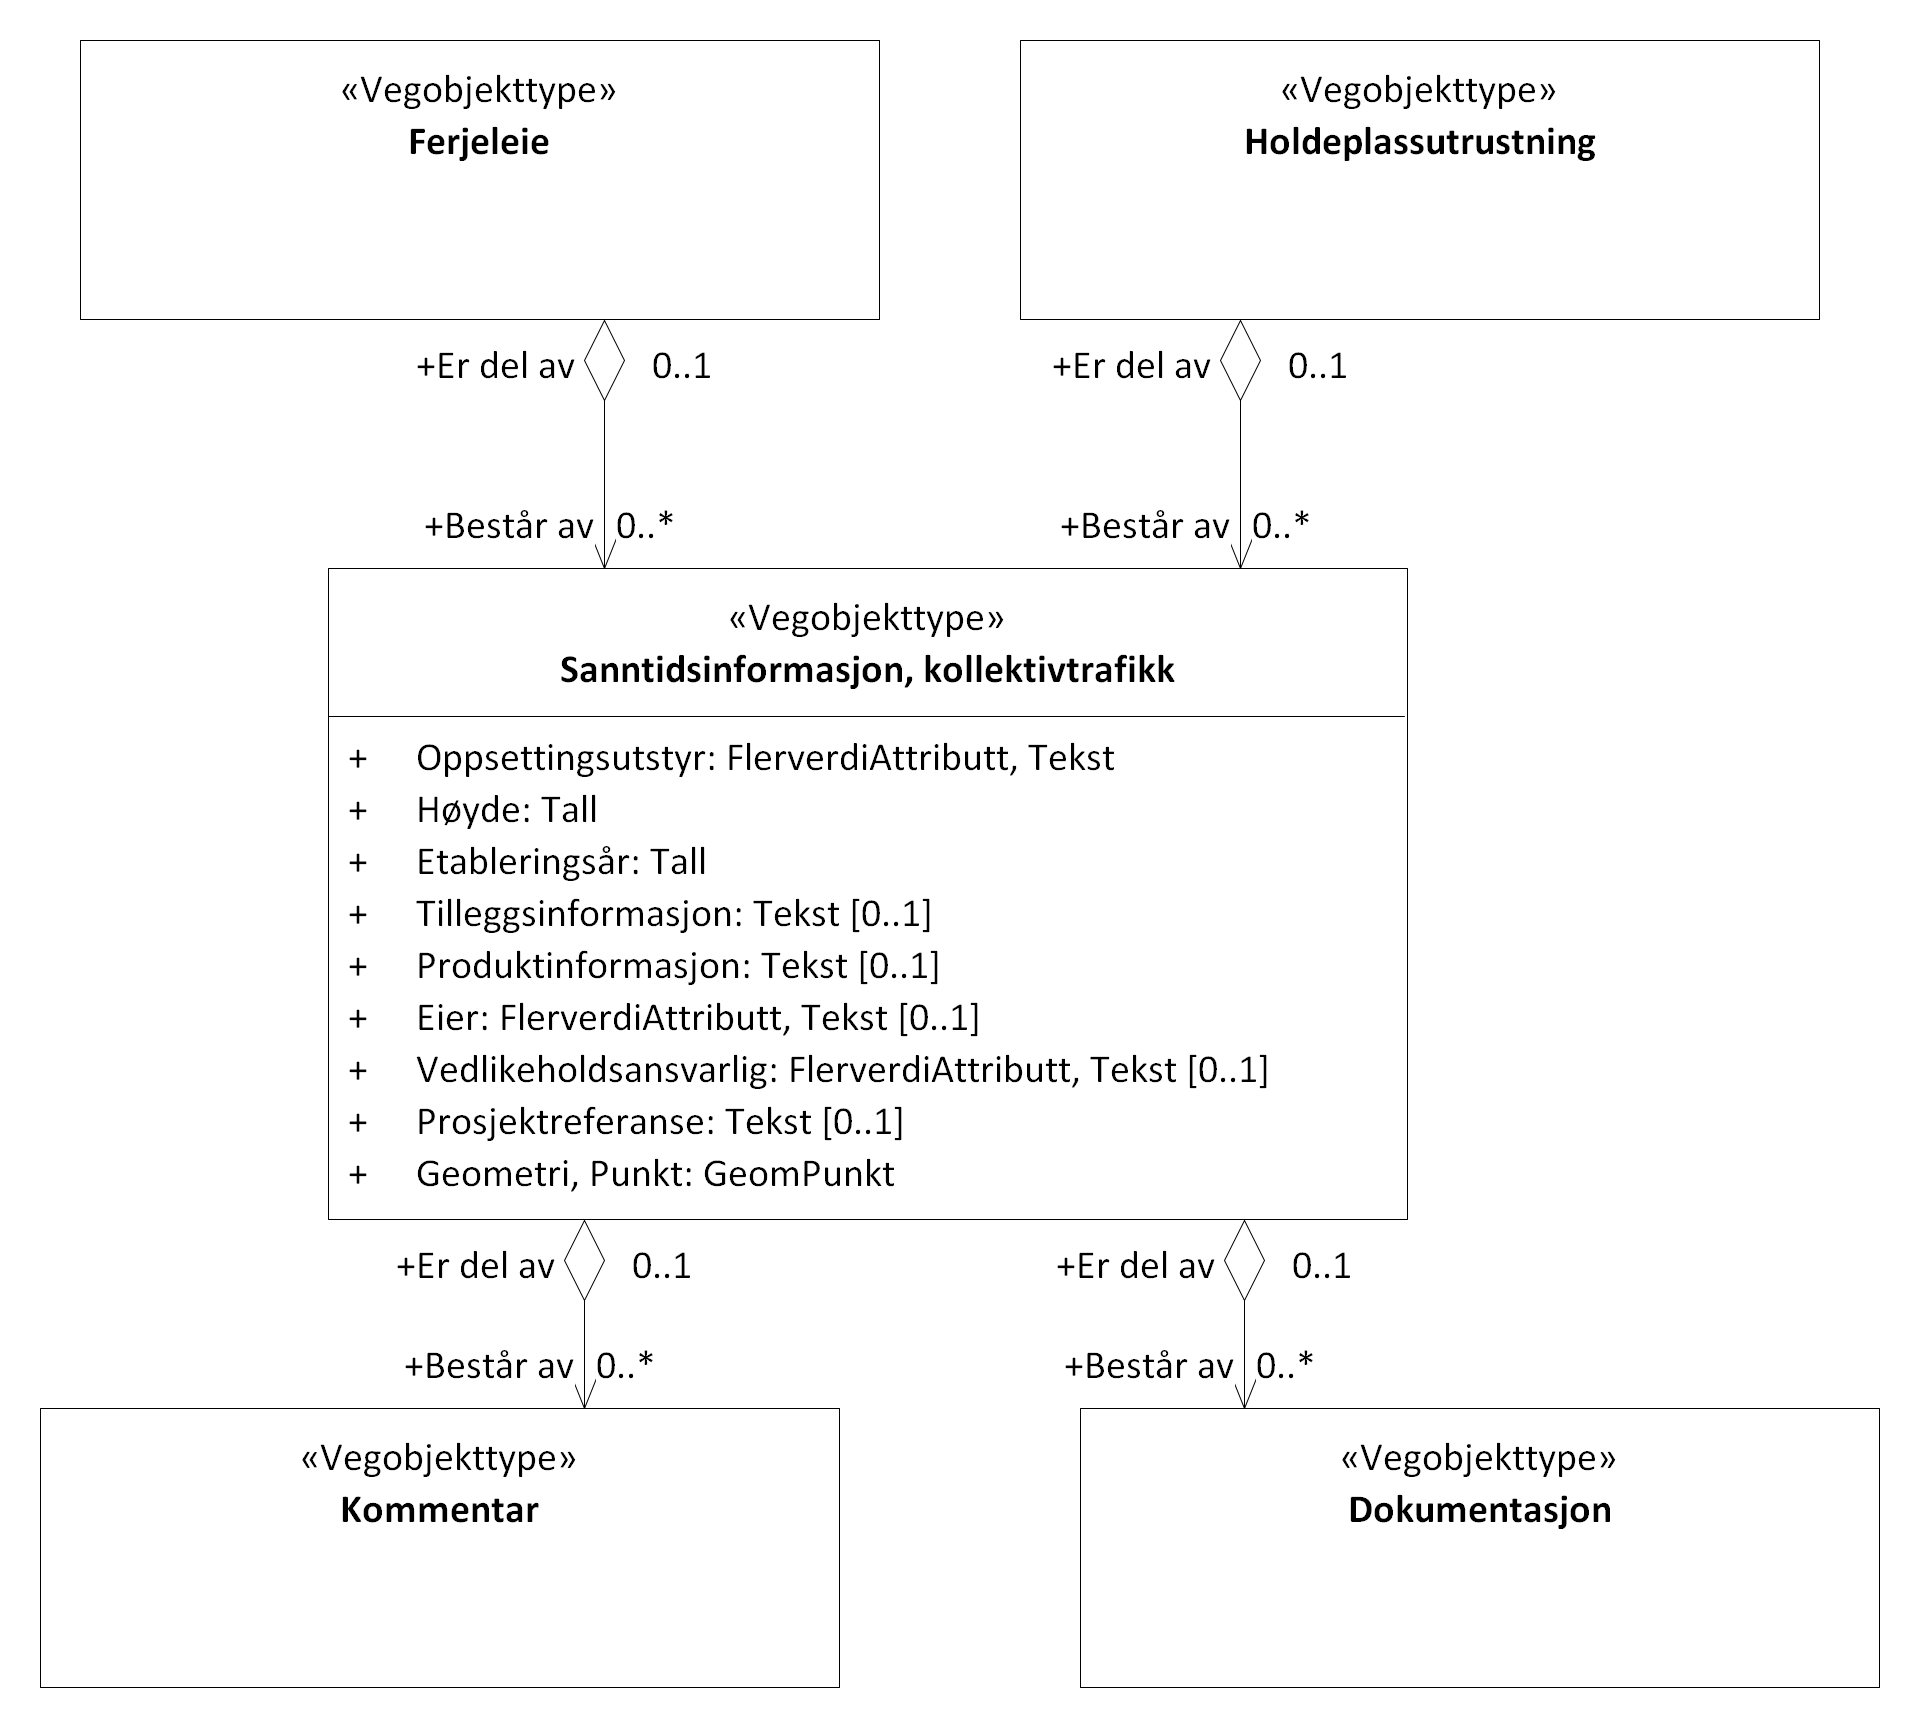 «Vegobjekttype»
Ferjeleie
«Vegobjekttype»
Holdeplassutrustning
+Er del av 0..1
+Er del av 0..1
+Består av 0..*
+Består av 0..*
«Vegobjekttype»
Sanntidsinformasjon, kollektivtrafikk
+ Oppsettingsutstyr: FlerverdiAttributt, Tekst
+ Høyde: Tall
+ Etableringsår: Tall
+ Tilleggsinformasjon: Tekst [0..1]
+ Produktinformasjon: Tekst [0..1]
+ Eier: FlerverdiAttributt, Tekst [0..1]
+ Vedlikeholdsansvarlig: FlerverdiAttributt, Tekst [0..1]
+ Prosjektreferanse: Tekst [0..1]
+ Geometri, Punkt: GeomPunkt
+Er del av 0..1
+Er del av 0..1
+Består av 0..*
+Består av 0..*
«Vegobjekttype»
Kommentar
«Vegobjekttype»
Dokumentasjon